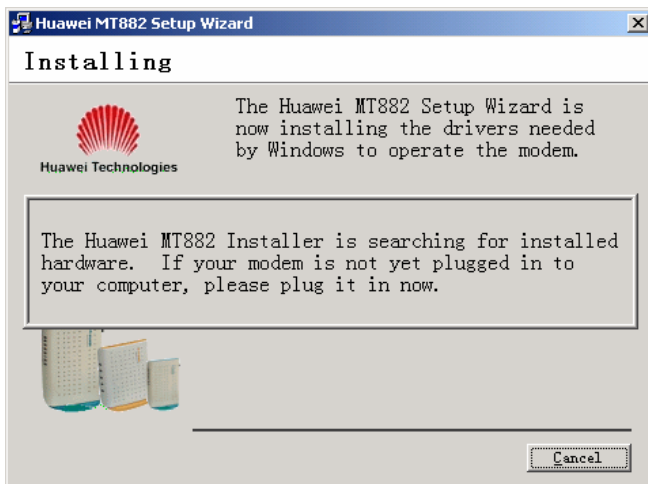 Huawei MT882 Setup Wizard
Installing
The Huawei MT882 Setup Wizard is
now installing the drivers needed
by Windows to operate the modem.
Huawei Technologies
The Huawei MT882 Installer is searching for installed
hardware. If your modem is not yet plugged in to
your computer, please plug it in now.
Cancel